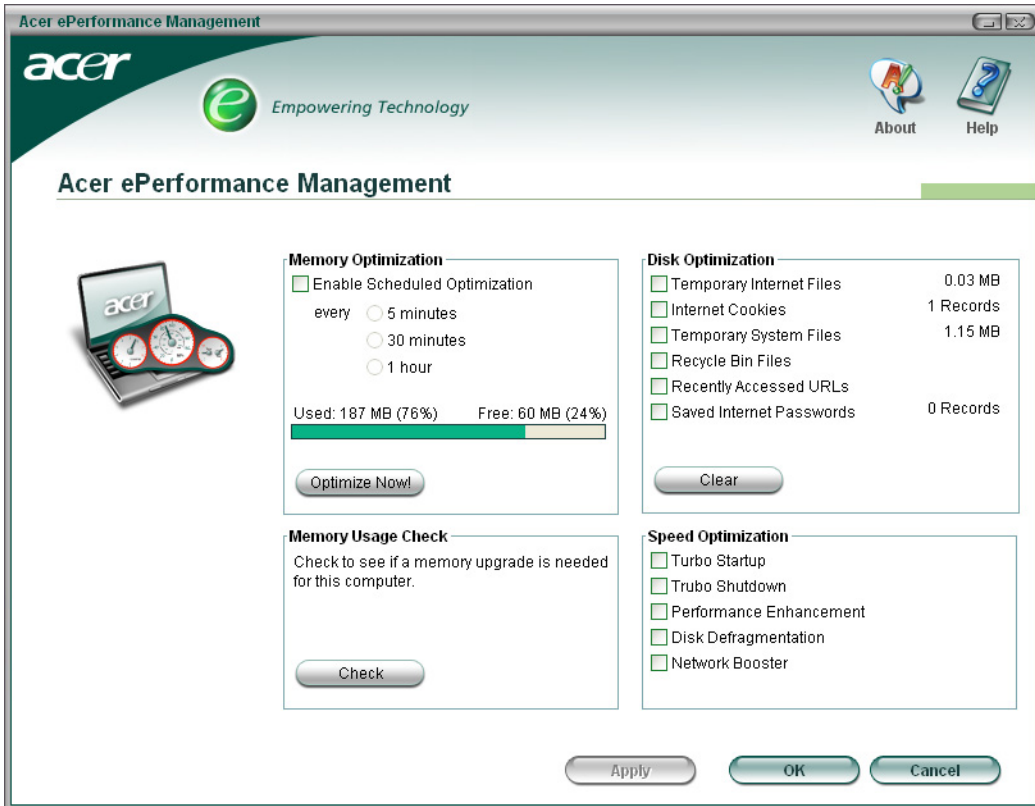 Acer ePerformance Management
acer
Empowering Technology
About
Help
Acer ePerformance Management
acer
Memory Optimization
Enable Scheduled Optimization
every 5 minutes
30 minutes
1 hour
Used: 187 MB (76%) Free: 60 MB (24%)
Optimize Now!
Disk Optimization
Temporary Internet Files 0.03 MB
Internet Cookies 1 Records
Temporary System Files 1.15 MB
Recycle Bin Files
Recently Accessed URLs
Saved Internet Passwords 0 Records
Clear
Memory Usage Check
Check to see if a memory upgrade is needed
for this computer.
Check
Speed Optimization
Turbo Startup
Trubo Shutdown
Performance Enhancement
Disk Defragmentation
Network Booster
Apply
OK
Cancel